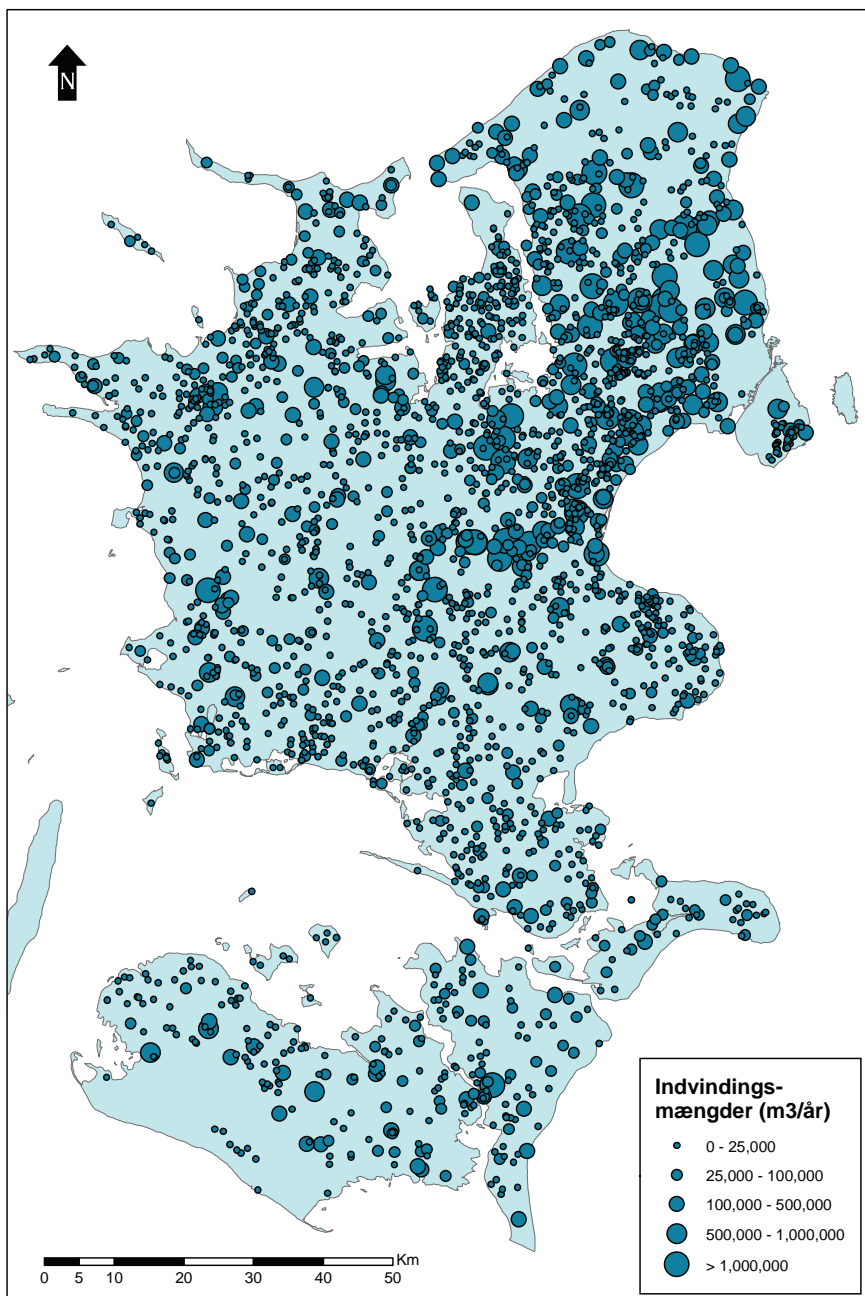 N
Indvindings-
mængder (m3/år)
0 - 25,000
25,000 - 100,000
100,000 - 500,000
500,000 - 1,000,000
> 1,000,000
Km
0 5 10 20 30 40 50